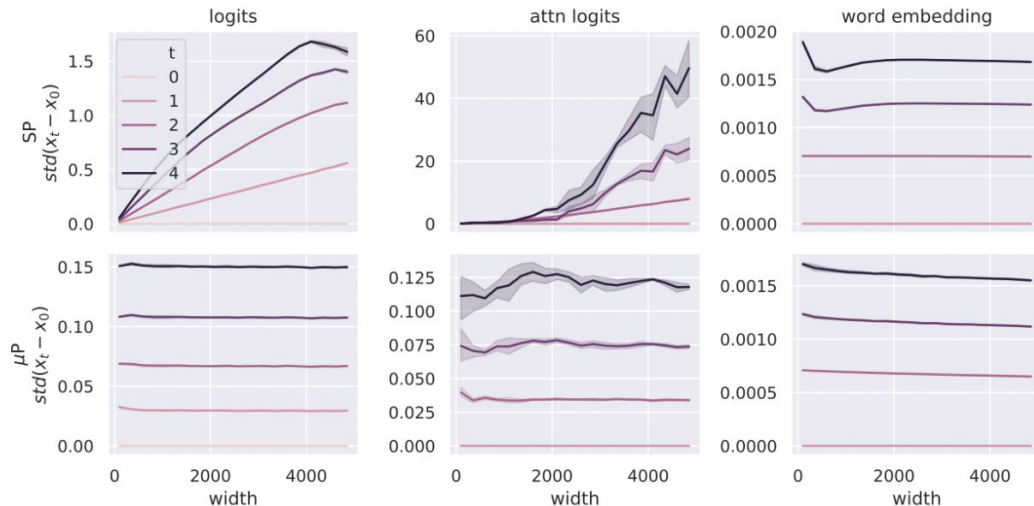 logits
attn logits
word embedding
SP
std(x_t − x_0)
1.5
1.0
0.5
0.0
t
0
1
2
3
4
60
40
20
0
0.0020
0.0015
0.0010
0.0005
0.0000
μP
std(x_t − x_0)
0.15
0.10
0.05
0.00
0.125
0.100
0.075
0.050
0.025
0.000
0.0015
0.0010
0.0005
0.0000
0 2000 4000
0 2000 4000
0 2000 4000
width
width
width